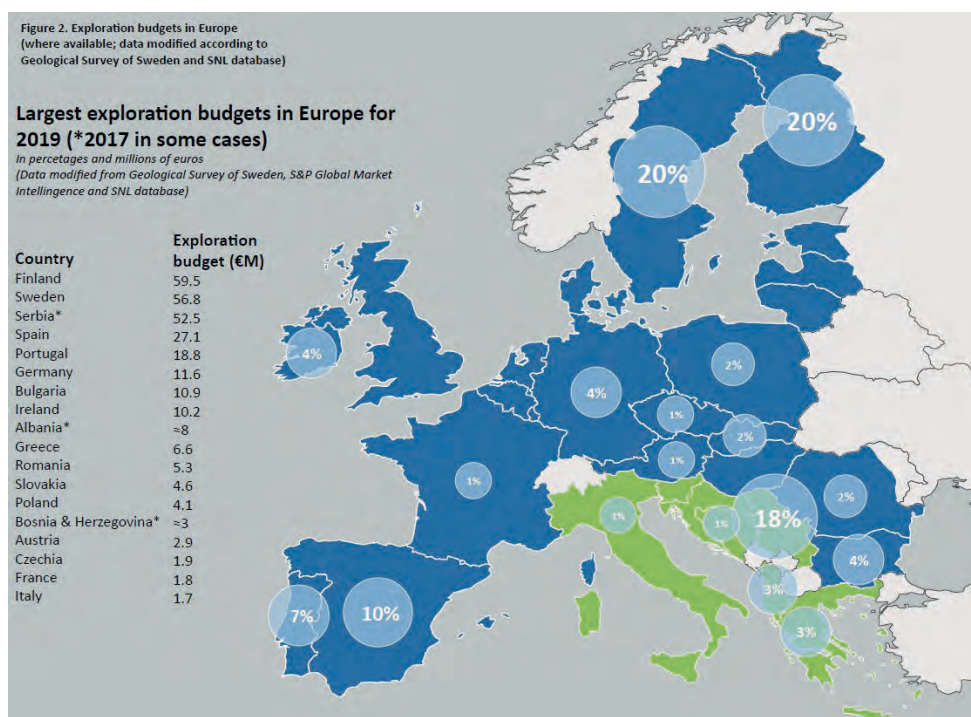 Figure 2. Exploration budgets in Europe
(where available; data modified according to
Geological Survey of Sweden and SNL database)
Largest exploration budgets in Europe for
2019 (*2017 in some cases)
In percetages and millions of euros
(Data modified from Geological Survey of Sweden, S&P Global Market
Intellingence and SNL database)
Country Exploration budget (€M)
Finland 59.5
Sweden 56.8
Serbia* 52.5
Spain 27.1
Portugal 18.8
Germany 11.6
Bulgaria 10.9
Ireland 10.2
Albania* ≈8
Greece 6.6
Romania 5.3
Slovakia 4.6
Poland 4.1
Bosnia & Herzegovina* ≈3
Austria 2.9
Czechia 1.9
France 1.8
Italy 1.7
20%
20%
4%
2%
4%
1%
2%
1%
1%
2%
1%
1%
18%
4%
3%
7%
10%
3%